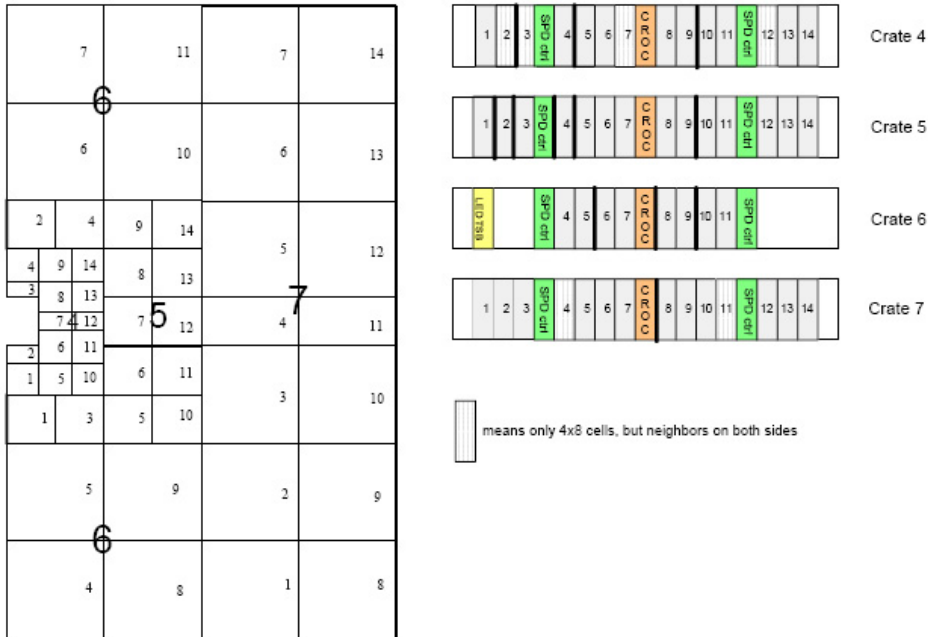 7 11 7 14
6
6 10 6 13
2 4 9 14
5 12
4 9 14 8 13
3 8 13
7 4 12 5 7 12 7 4 11
2 6 11
1 5 10 6 11
3 10
1 3 5 10
5 9 2 9
6
4 8 1 8
1 2 3 SPD ctrl 4 5 6 7 CROC 8 9 10 11 SPD ctrl 12 13 14 Crate 4
1 2 3 SPD ctrl 4 5 6 7 CROC 8 9 10 11 SPD ctrl 12 13 14 Crate 5
LED TSB SPD ctrl 4 5 6 7 CROC 8 9 10 11 SPD ctrl Crate 6
1 2 3 SPD ctrl 4 5 6 7 CROC 8 9 10 11 SPD ctrl 12 13 14 Crate 7
means only 4x8 cells, but neighbors on both sides